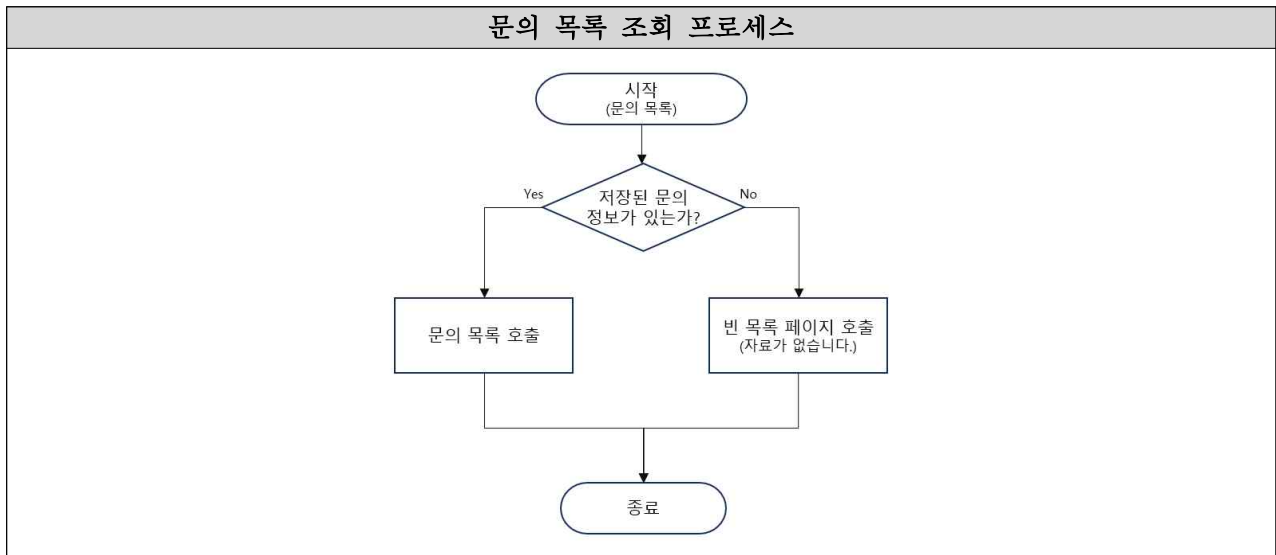 문의 목록 조회 프로세스
시작
(문의 목록)
Yes
저장된 문의
정보가 있는가?
No
문의 목록 호출
빈 목록 페이지 호출
(자료가 없습니다.)
종료